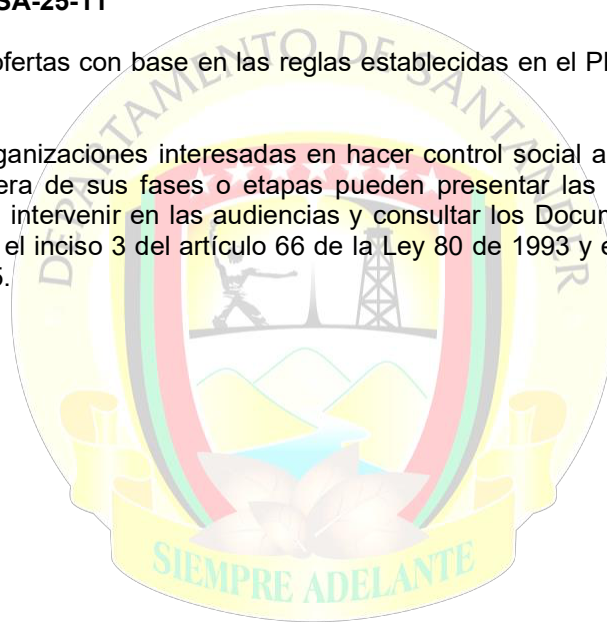 SA-25-11
ofertas con base en las reglas establecidas en el Pl
ganizaciones interesadas en hacer control social a
era de sus fases o etapas pueden presentar las
intervenir en las audiencias y consultar los Docum
el inciso 3 del artículo 66 de la Ley 80 de 1993 y e
5.
DEPARTAMENTO DE SANTANDER
SIEMPRE ADELANTE